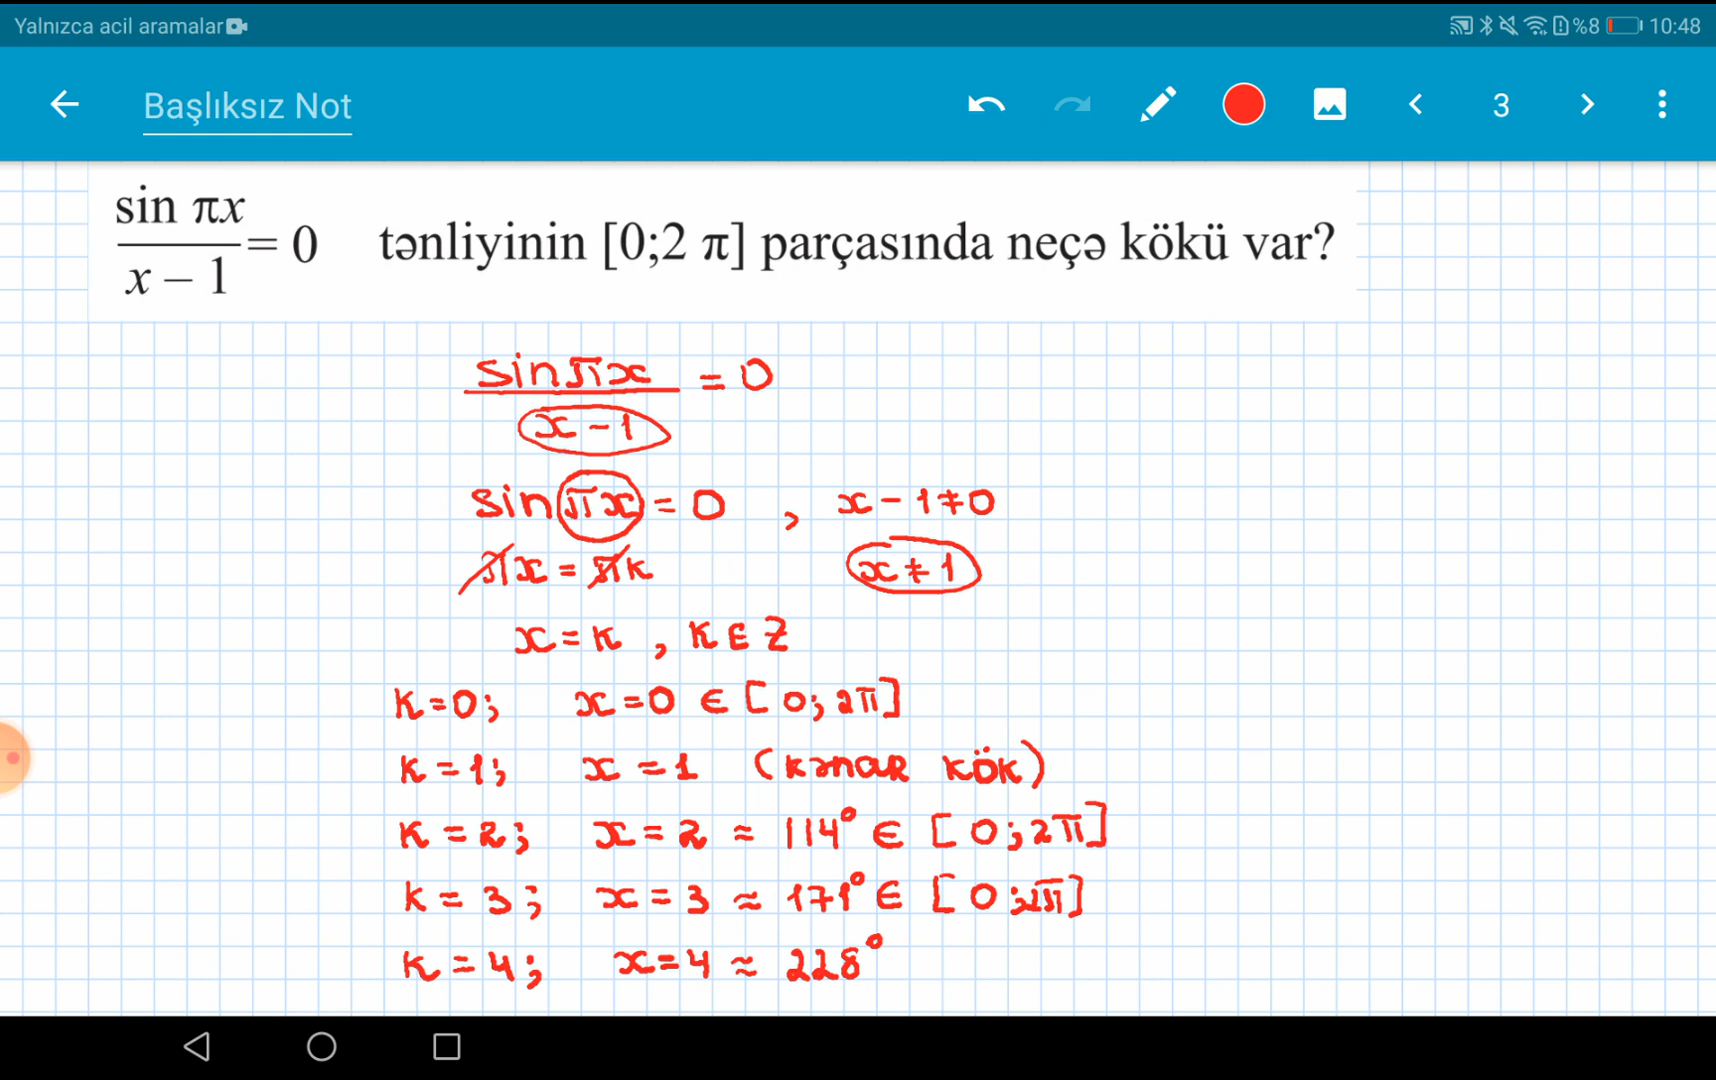 Yalnızca acil aramalar %8 10:48
Başlıksız Not 3
sin πx / x − 1 = 0 tənliyinin [0;2 π] parçasında neçə kökü var?
sinπx / x − 1 = 0
sinπx = 0 , x − 1 ≠ 0
πx = πk x ≠ 1
x = k , k ∈ Z
k = 0; x = 0 ∈ [0; 2π]
k = 1; x = 1 (kənar kök)
k = 2; x = 2 ≈ 114° ∈ [0; 2π]
k = 3; x = 3 ≈ 171° ∈ [0; 2π]
k = 4; x = 4 ≈ 228°